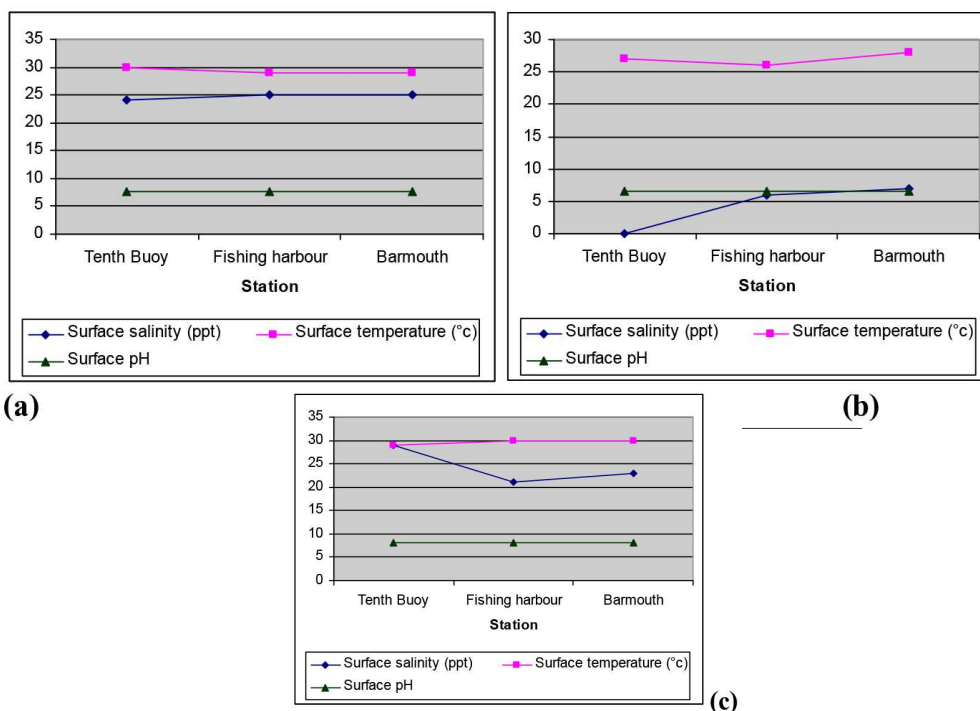 35
30
25
20
15
10
5
0
Tenth Buoy Fishing harbour Barmouth
Station
Surface salinity (ppt) Surface temperature (°c)
Surface pH
(a)
30
25
20
15
10
5
0
Tenth Buoy Fishing harbour Barmouth
Station
Surface salinity (ppt) Surface temperature (°c)
Surface pH
(b)
35
30
25
20
15
10
5
0
Tenth Buoy Fishing harbour Barmouth
Station
Surface salinity (ppt) Surface temperature (°c)
Surface pH
(c)